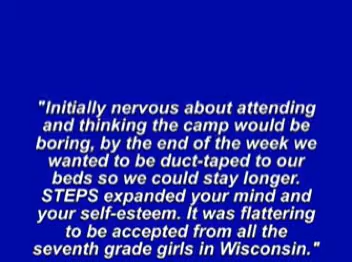 "Initially nervous about attending
and thinking the camp would be
boring, by the end of the week we
wanted to be duct-taped to our
beds so we could stay longer.
STEPS expanded your mind and
your self-esteem. It was flattering
to be accepted from all the
seventh grade girls in Wisconsin."